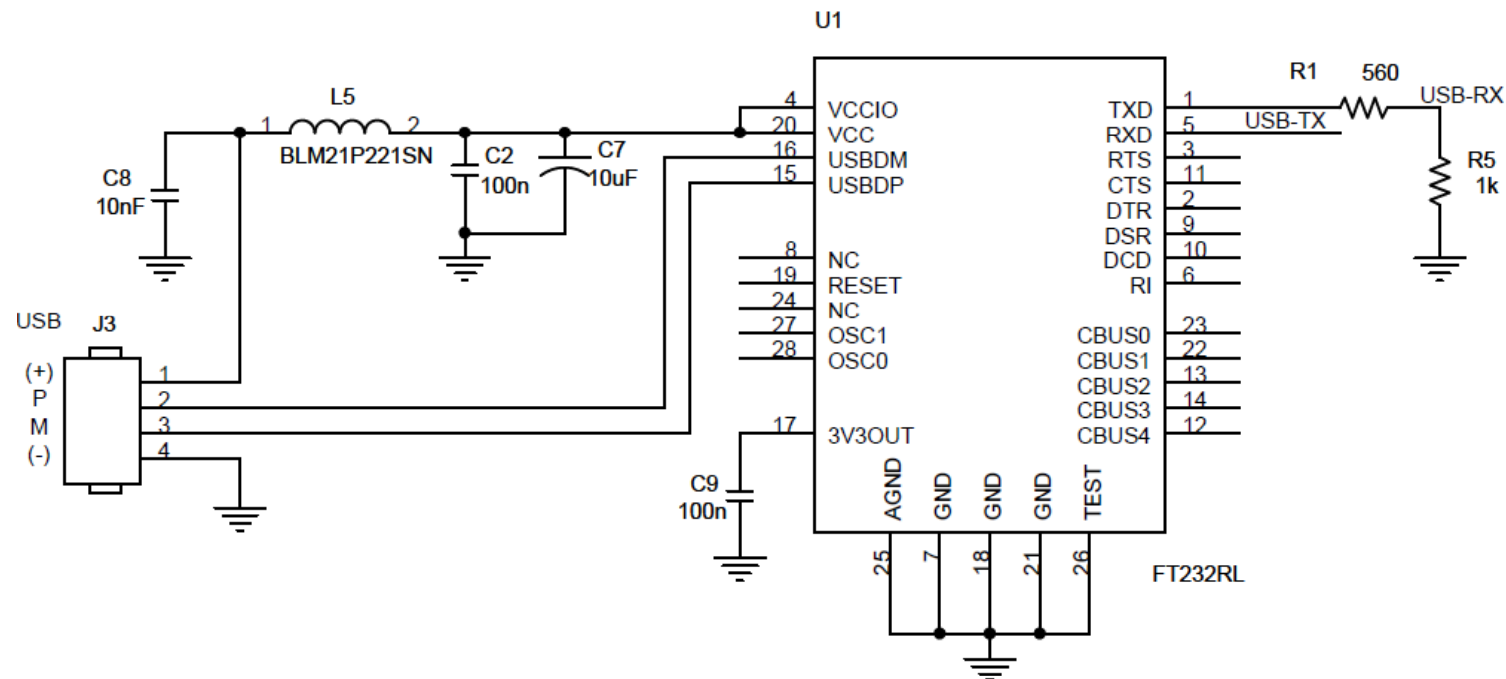 U1
L5
1
2
BLM21P221SN
C8
10nF
C2
100n
C7
10uF
USB
J3
(+)
P
M
(-)
1
2
3
4
4
VCCIO
20
VCC
16
USBDM
15
USBDP
8
NC
19
RESET
24
NC
27
OSC1
28
OSC0
17
3V3OUT
C9
100n
TXD
1
RXD
5
RTS
3
CTS
11
DTR
2
DSR
9
DCD
10
RI
6
CBUS0
23
CBUS1
22
CBUS2
13
CBUS3
14
CBUS4
12
AGND
GND
GND
GND
TEST
25
7
18
21
26
FT232RL
R1
560
USB-RX
USB-TX
R5
1k